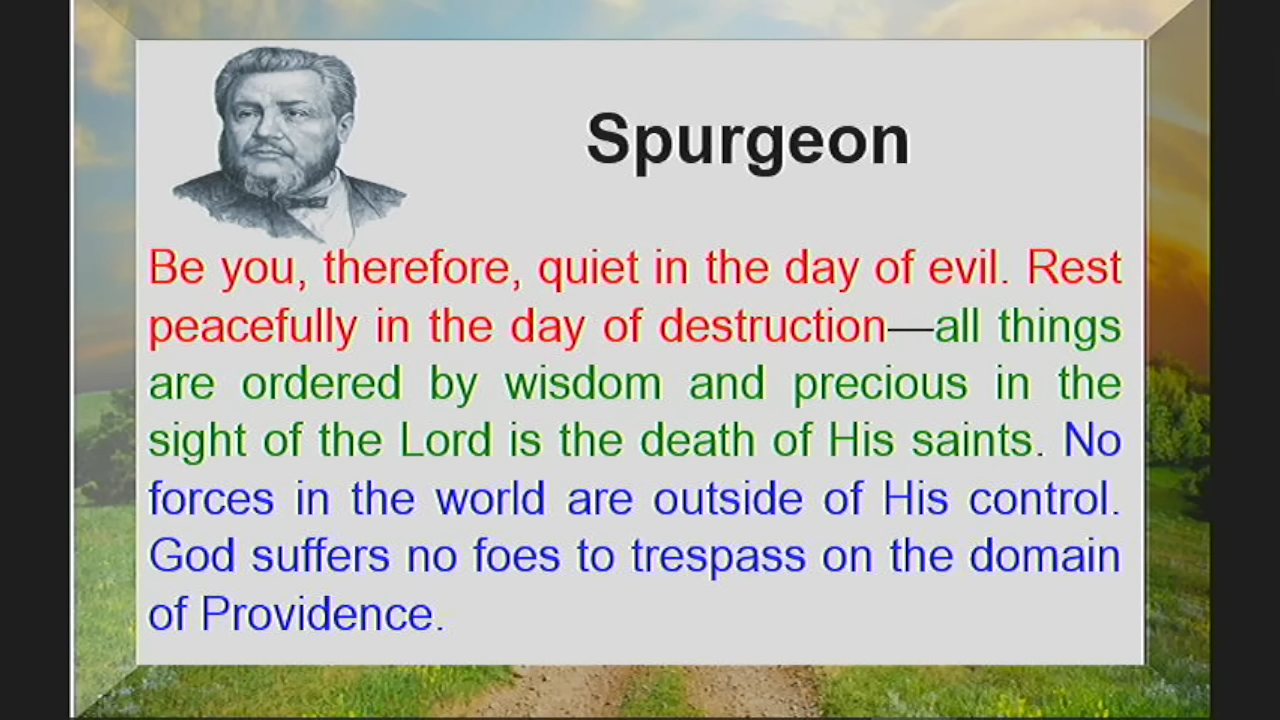 Spurgeon
Be you, therefore, quiet in the day of evil. Rest
peacefully in the day of destruction—all things
are ordered by wisdom and precious in the
sight of the Lord is the death of His saints. No
forces in the world are outside of His control.
God suffers no foes to trespass on the domain
of Providence.